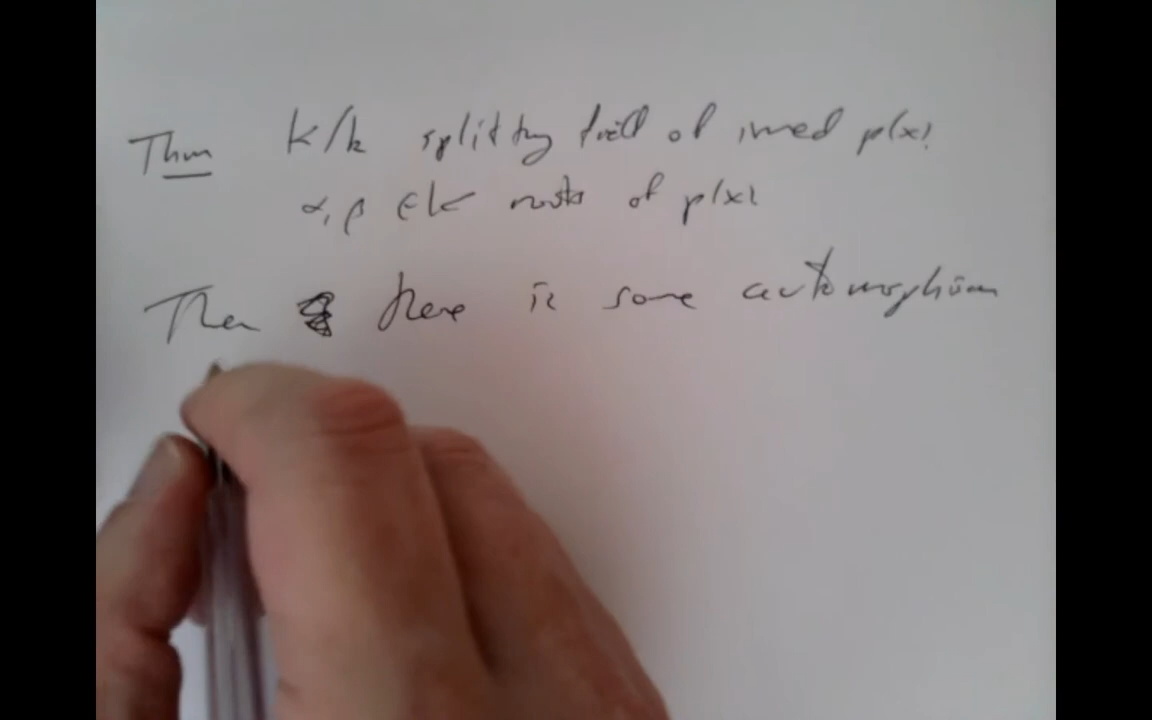 Thm K/k splitting field of irred p(x)
α, β ∈ K roots of p(x)
Then there is some automorphism